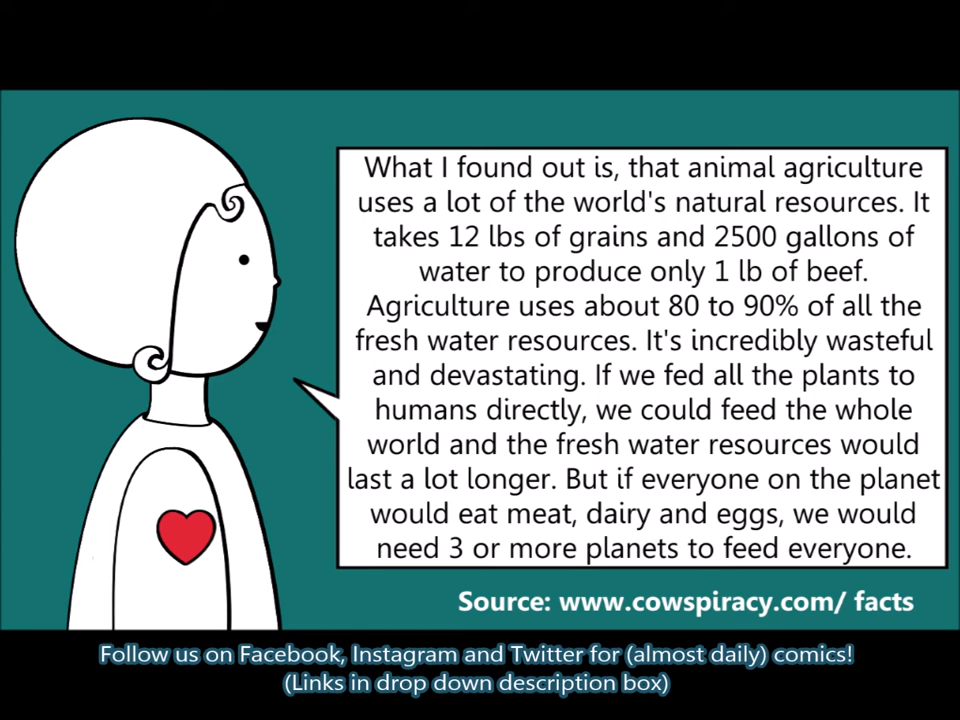 What I found out is, that animal agriculture
uses a lot of the world's natural resources. It
takes 12 lbs of grains and 2500 gallons of
water to produce only 1 lb of beef.
Agriculture uses about 80 to 90% of all the
fresh water resources. It's incredibly wasteful
and devastating. If we fed all the plants to
humans directly, we could feed the whole
world and the fresh water resources would
last a lot longer. But if everyone on the planet
would eat meat, dairy and eggs, we would
need 3 or more planets to feed everyone.
Source: www.cowspiracy.com/ facts
Follow us on Facebook, Instagram and Twitter for (almost daily) comics!
(Links in drop down description box)